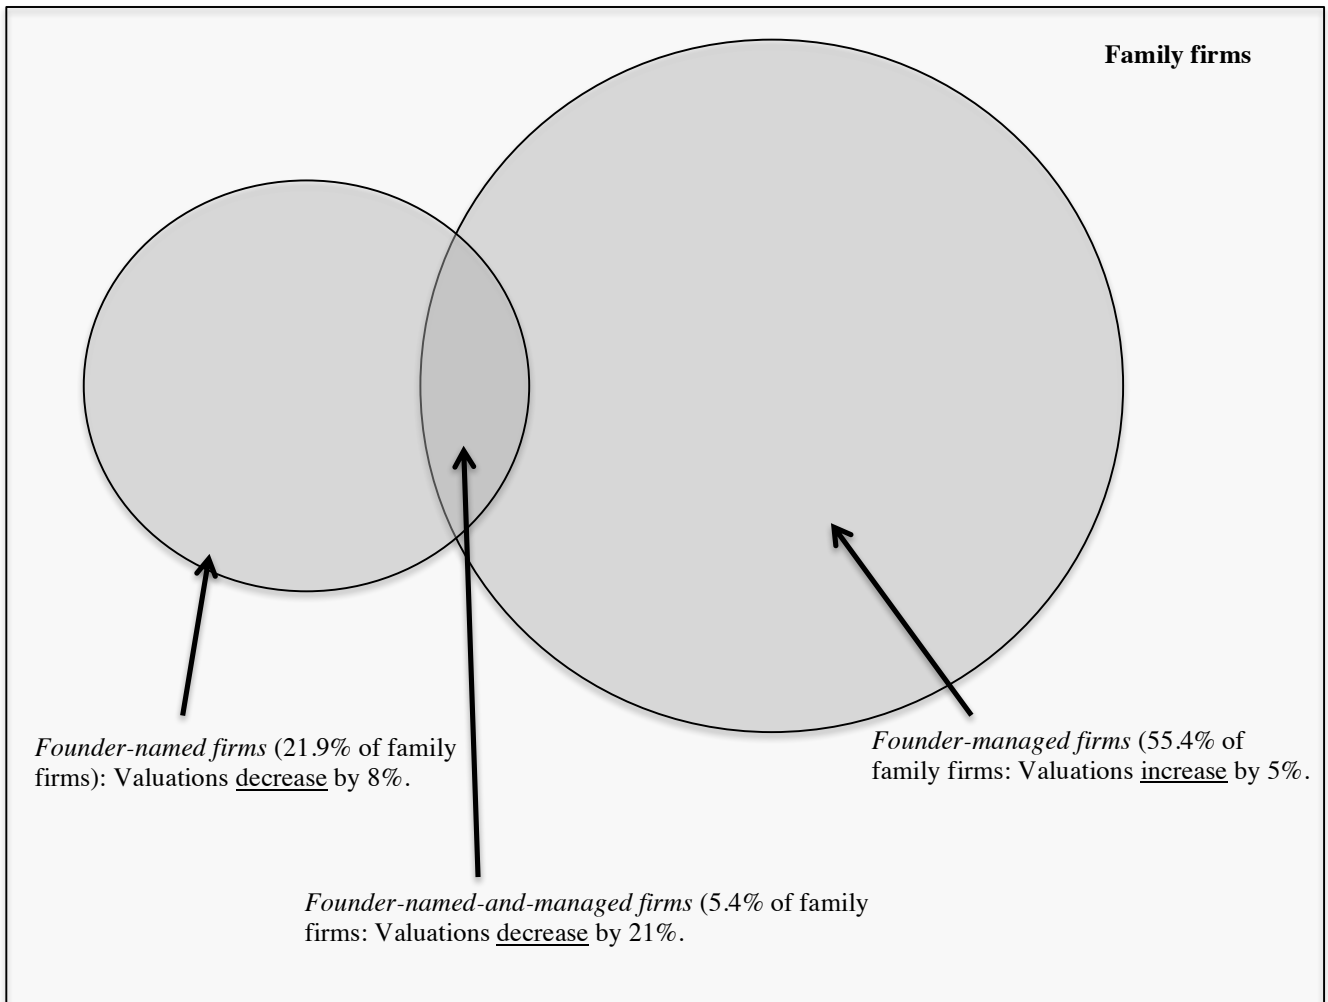 Family firms
Founder-named firms (21.9% of family
firms): Valuations decrease by 8%.
Founder-managed firms (55.4% of
family firms: Valuations increase by 5%.
Founder-named-and-managed firms (5.4% of family
firms: Valuations decrease by 21%.